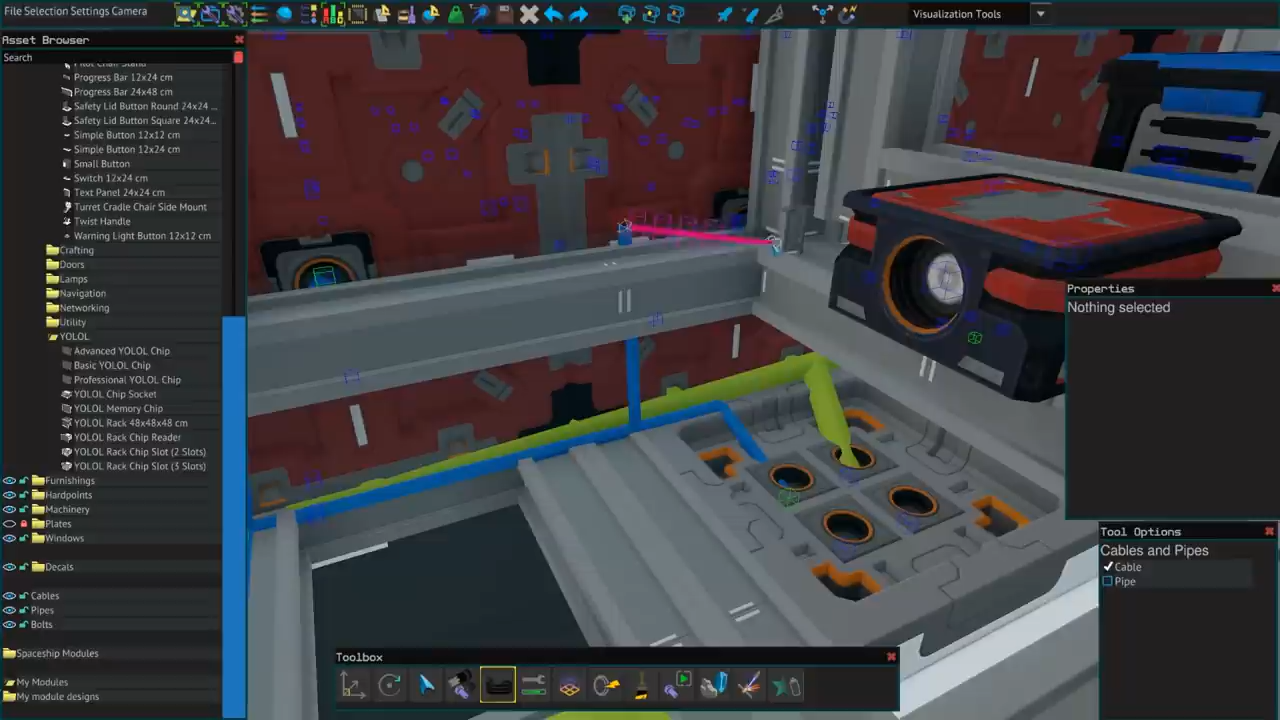 File Selection Settings Camera
Visualization Tools
Asset Browser
Search
Pilot Chair Stand
Progress Bar 12x24 cm
Progress Bar 24x48 cm
Safety Lid Button Round 24x24 ...
Safety Lid Button Square 24x24...
Simple Button 12x12 cm
Simple Button 12x24 cm
Small Button
Switch 12x24 cm
Text Panel 24x24 cm
Turret Cradle Chair Side Mount
Twist Handle
Warning Light Button 12x12 cm
Crafting
Doors
Lamps
Navigation
Networking
Utility
YOLOL
Advanced YOLOL Chip
Basic YOLOL Chip
Professional YOLOL Chip
YOLOL Chip Socket
YOLOL Memory Chip
YOLOL Rack 48x48x48 cm
YOLOL Rack Chip Reader
YOLOL Rack Chip Slot (2 Slots)
YOLOL Rack Chip Slot (3 Slots)
Furnishings
Hardpoints
Machinery
Plates
Windows
Decals
Cables
Pipes
Bolts
Spaceship Modules
My Modules
My module designs
Properties
Nothing selected
Tool Options
Cables and Pipes
Cable
Pipe
Toolbox